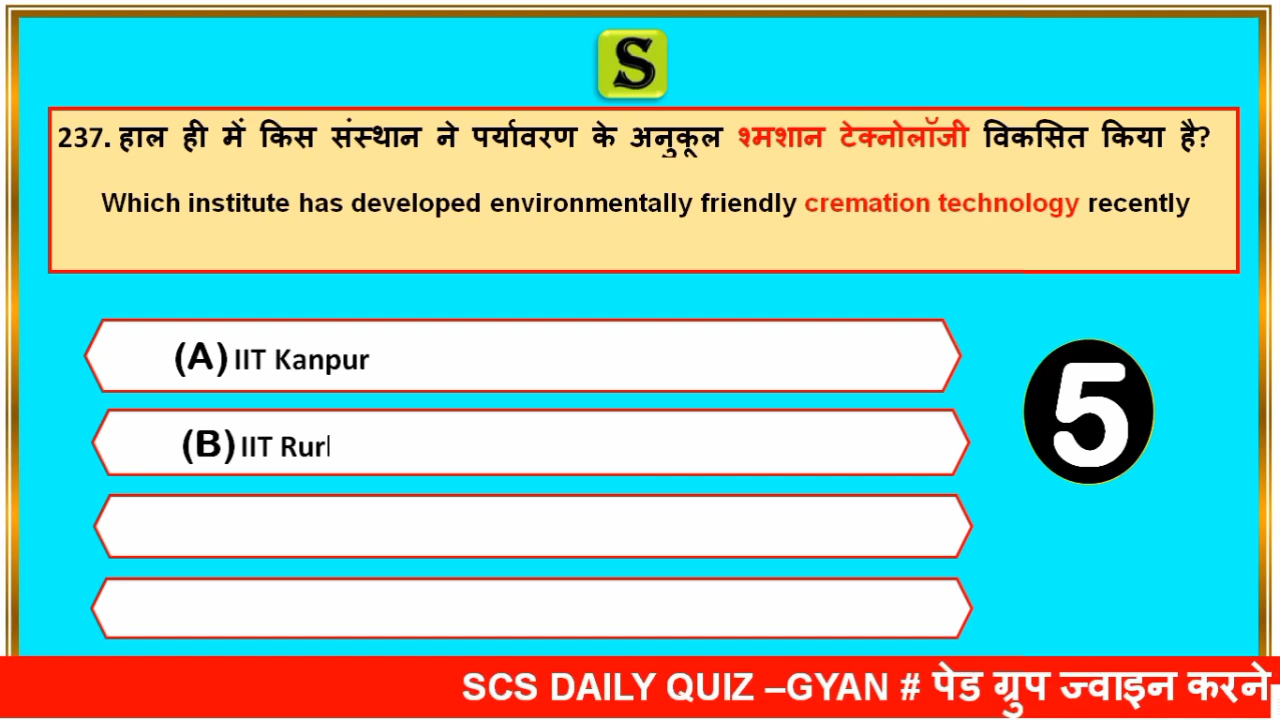 S
237. हाल ही में किस संस्थान ने पर्यावरण के अनुकूल श्मशान टेक्नोलॉजी विकसित किया है?
Which institute has developed environmentally friendly cremation technology recently
(A) IIT Kanpur
(B) IIT
5
SCS DAILY QUIZ –GYAN # पेड ग्रुप ज्वाइन करने